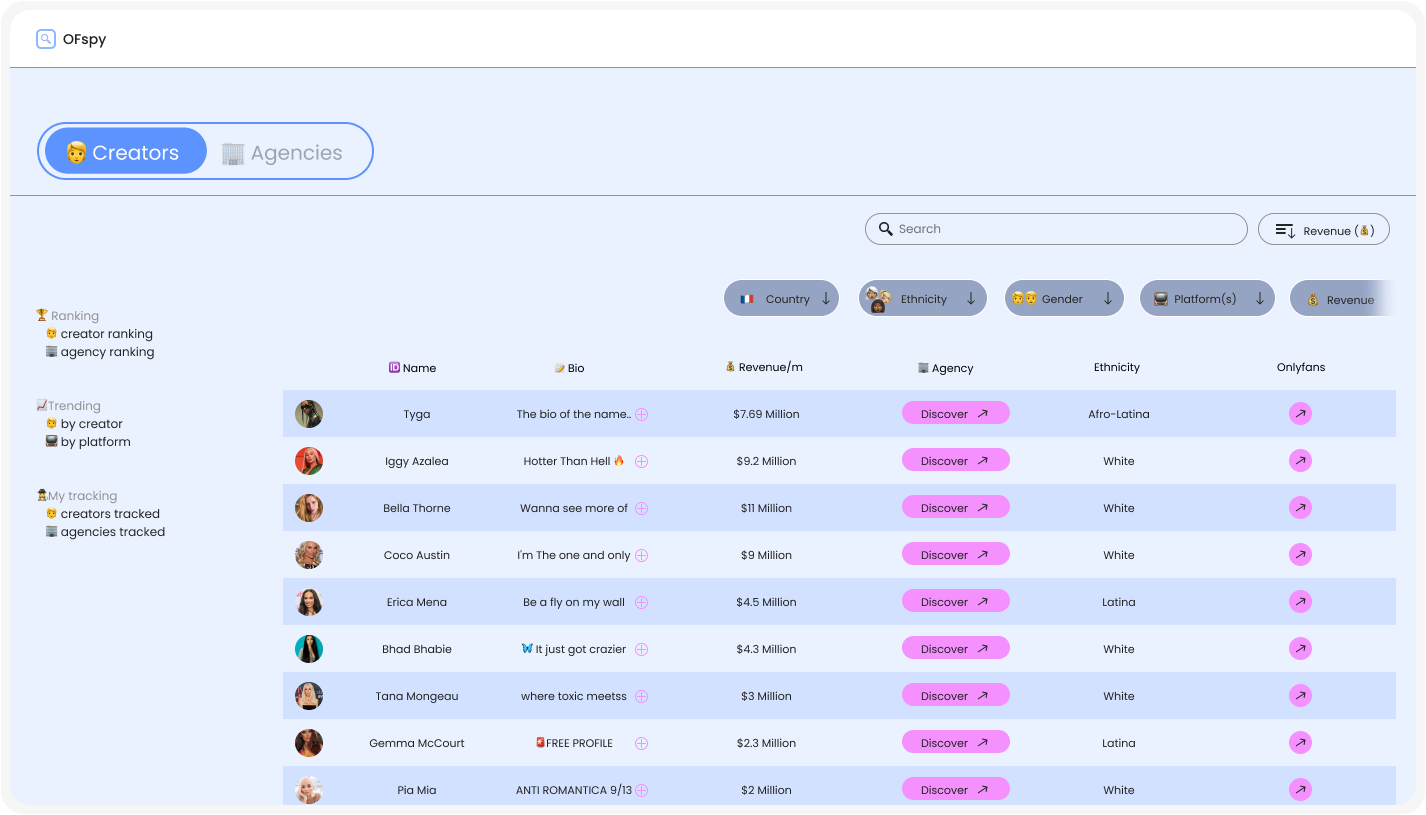 OFspy
Creators
Agencies
Search
Revenue (💰)
Country
Ethnicity
Gender
Platform(s)
Revenue
Ranking
creator ranking
agency ranking
Trending
by creator
by platform
My tracking
creators tracked
agencies tracked
🆔 Name 📝 Bio 💰 Revenue/m 🏢 Agency Ethnicity Onlyfans
Tyga The bio of the name.. $7.69 Million Discover Afro-Latina
Iggy Azalea Hotter Than Hell 🔥 $9.2 Million Discover White
Bella Thorne Wanna see more of $11 Million Discover White
Coco Austin I'm The one and only $9 Million Discover White
Erica Mena Be a fly on my wall $4.5 Million Discover Latina
Bhad Bhabie 🦋 It just got crazier $4.3 Million Discover White
Tana Mongeau where toxic meetss $3 Million Discover White
Gemma McCourt 🚨FREE PROFILE $2.3 Million Discover Latina
Pia Mia ANTI ROMANTICA 9/13 $2 Million Discover White